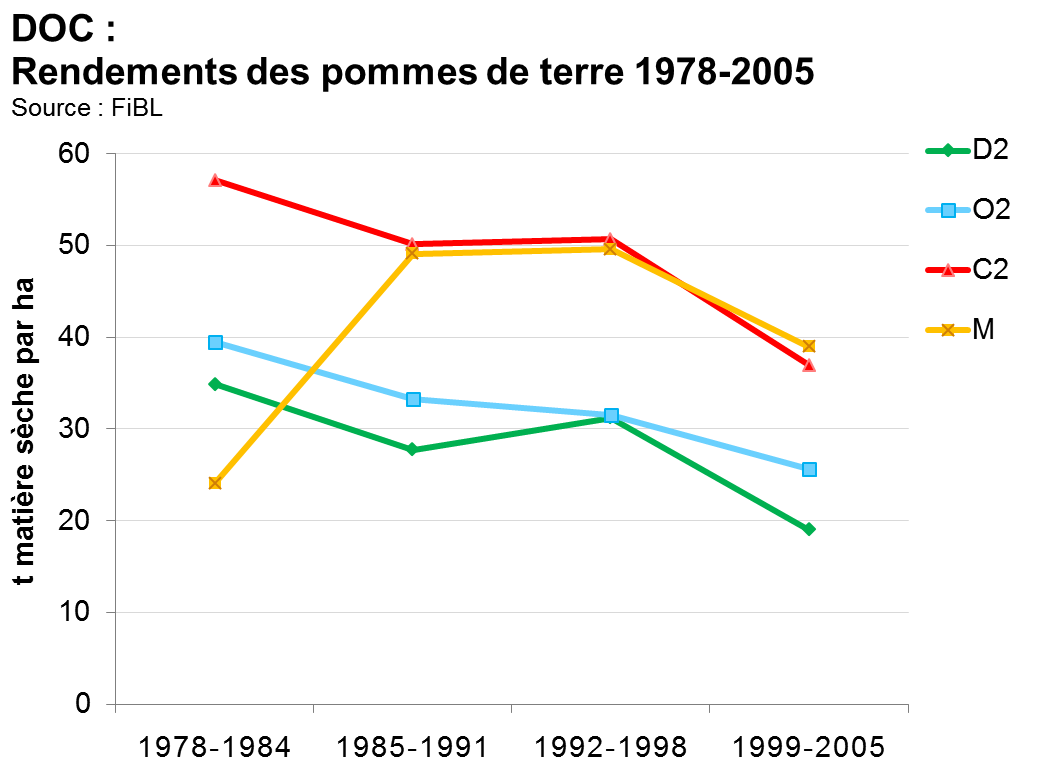 DOC :
Rendements des pommes de terre 1978-2005
Source : FiBL
t matière sèche par ha
60
50
40
30
20
10
0
1978-1984 1985-1991 1992-1998 1999-2005
D2
O2
C2
M